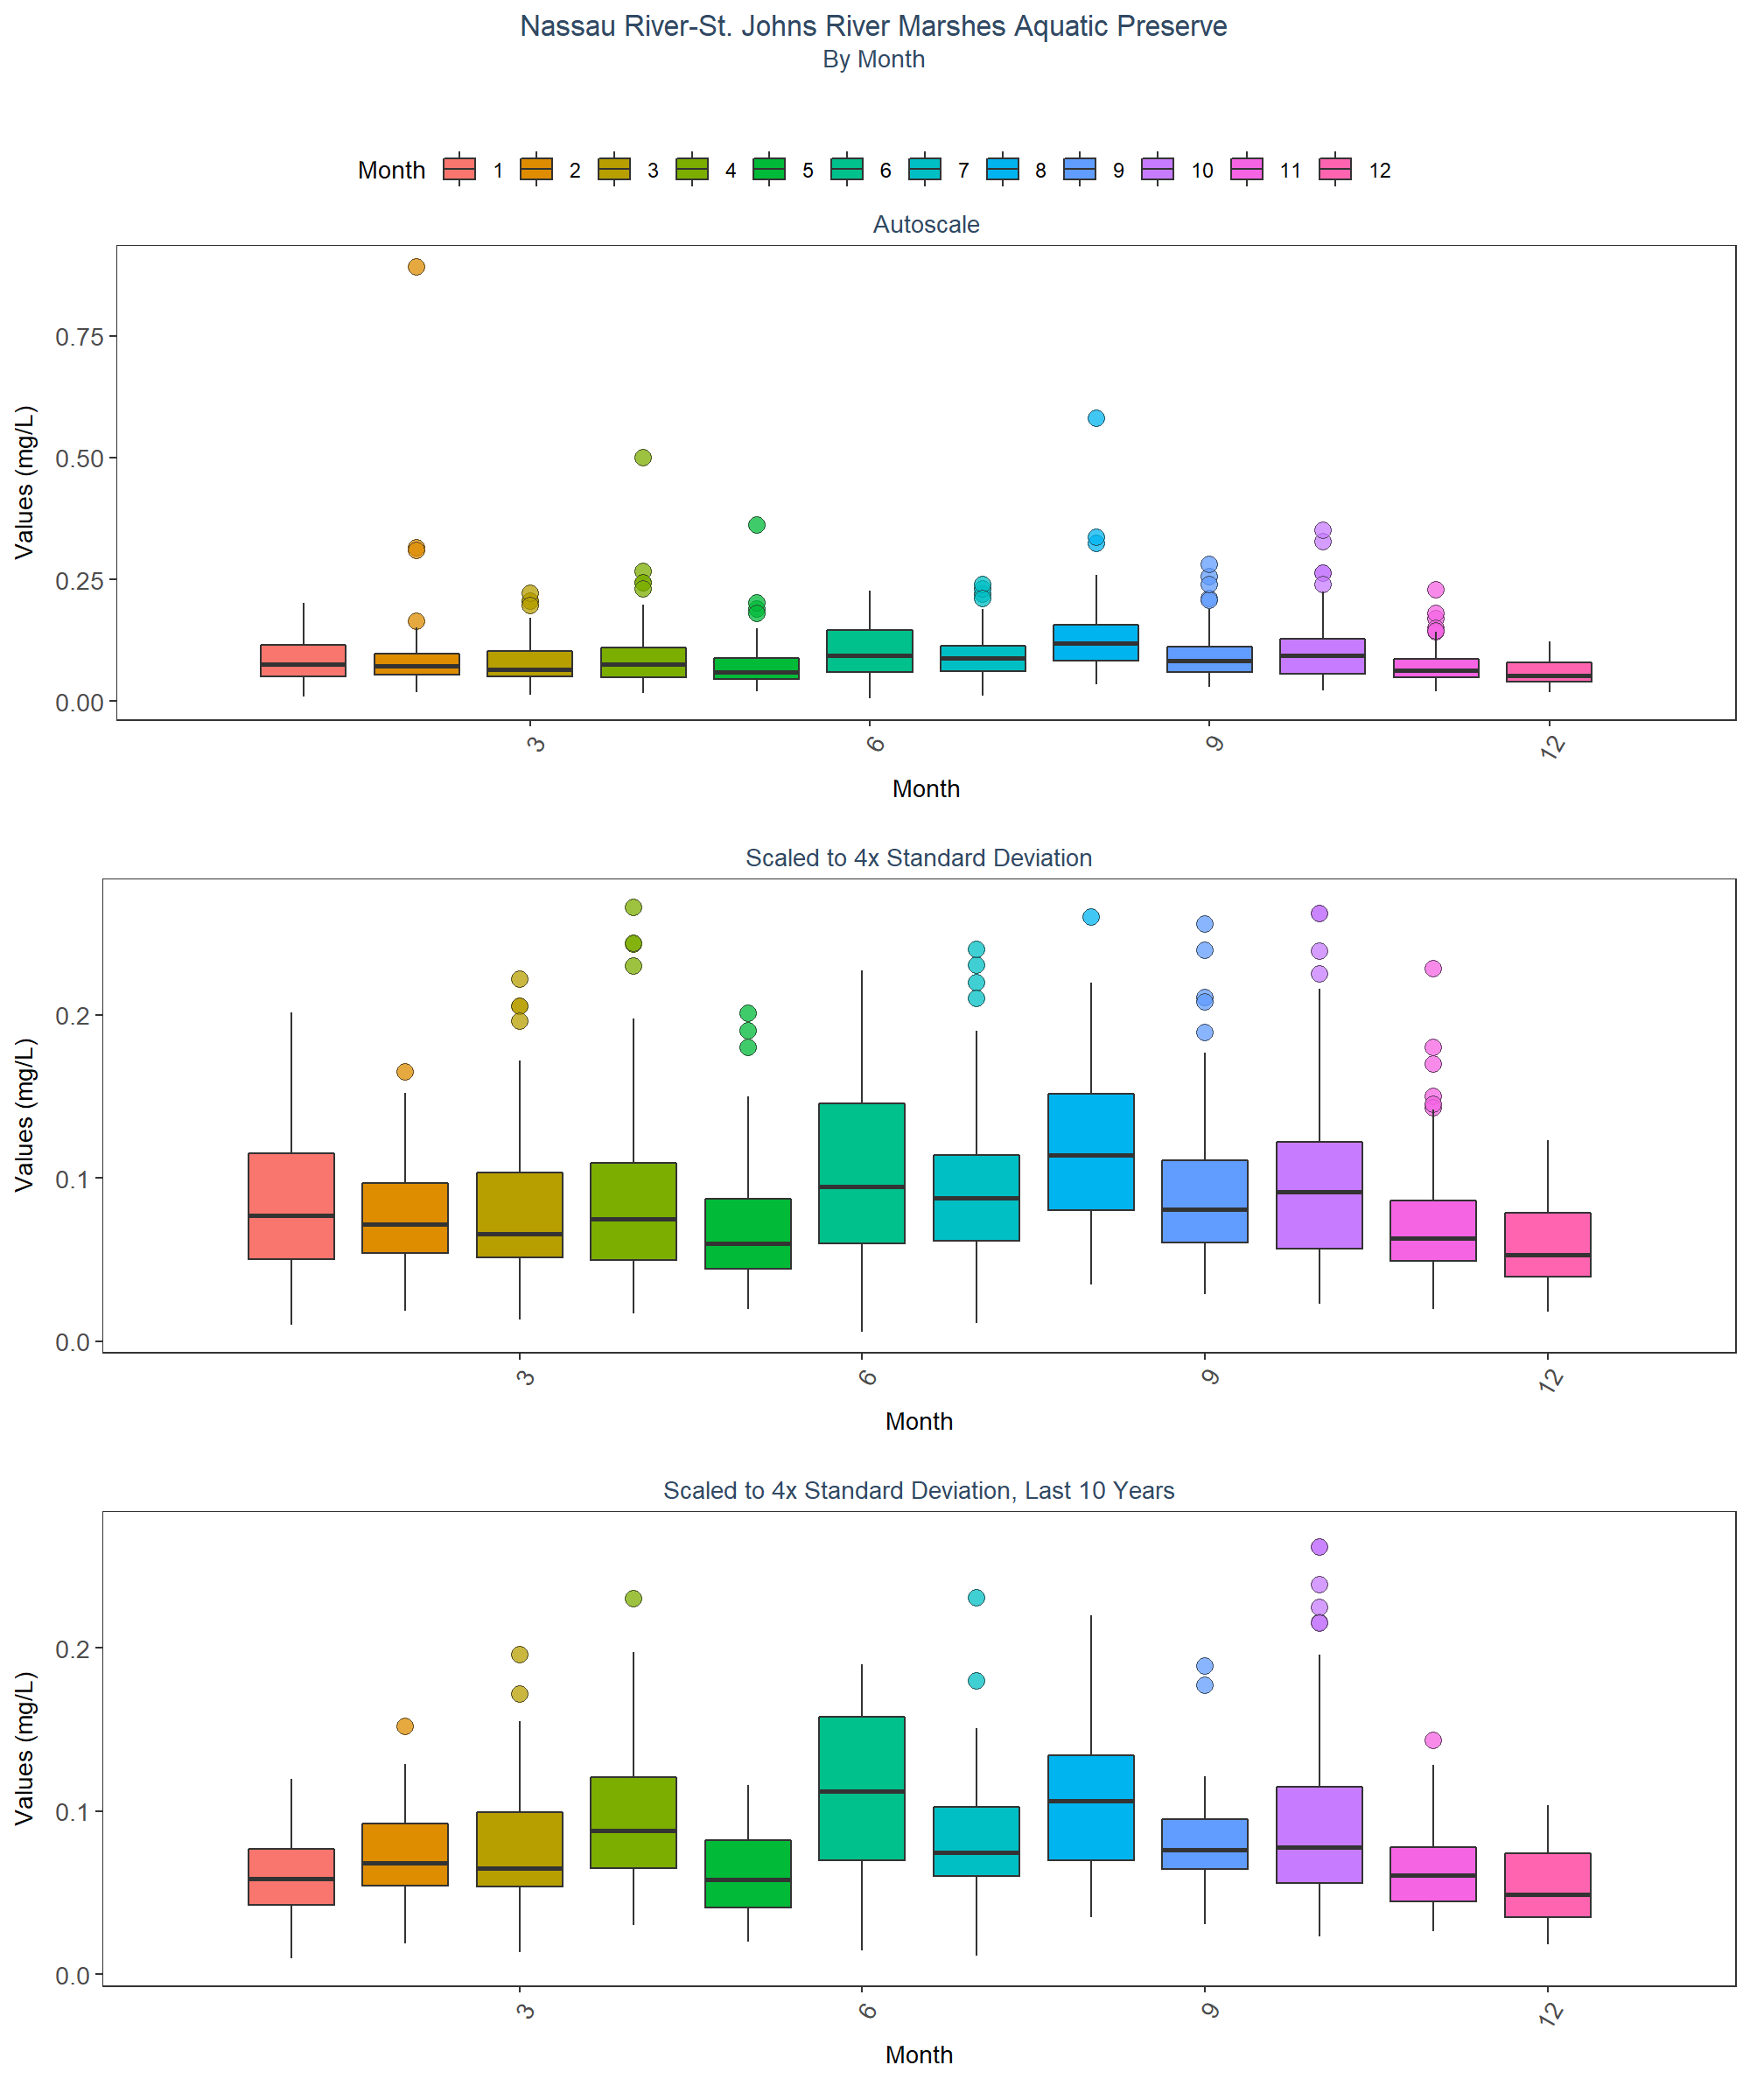 Nassau River-St. Johns River Marshes Aquatic Preserve
By Month
Month 1 2 3 4 5 6 7 8 9 10 11 12
Autoscale
Values (mg/L)
0.75
0.50
0.25
0.00
3 6 9 12
Month
Scaled to 4x Standard Deviation
Values (mg/L)
0.2
0.1
0.0
3 6 9 12
Month
Scaled to 4x Standard Deviation, Last 10 Years
Values (mg/L)
0.2
0.1
0.0
3 6 9 12
Month